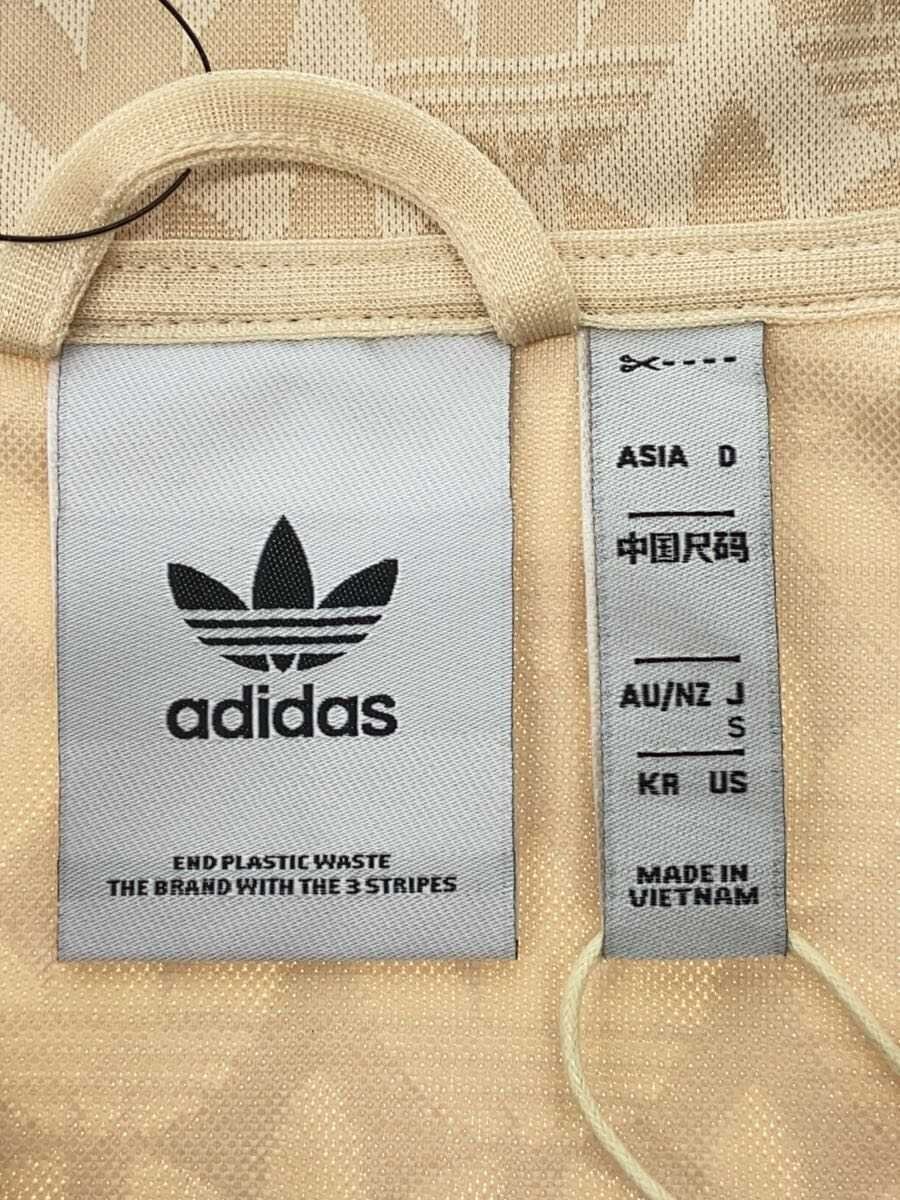 adidas
END PLASTIC WASTE
THE BRAND WITH THE 3 STRIPES
ASIA D
中国尺码
AU/NZ J
S
KR US
MADE IN
VIETNAM